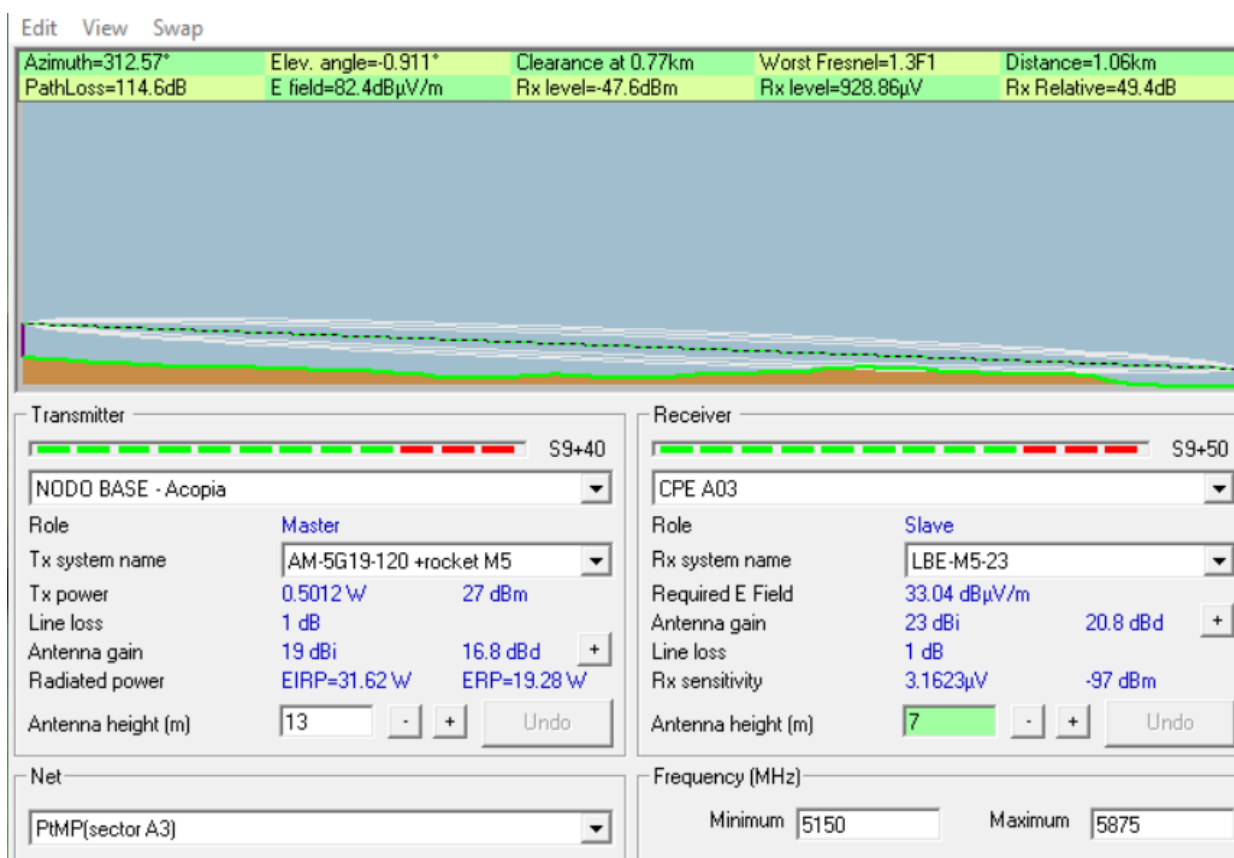 Edit View Swap
Azimuth=312.57° Elev. angle=-0.911° Clearance at 0.77km Worst Fresnel=1.3F1 Distance=1.06km
PathLoss=114.6dB E field=82.4dBµV/m Rx level=-47.6dBm Rx level=928.86µV Rx Relative=49.4dB
Transmitter
S9+40
NODO BASE - Acopia
Role Master
Tx system name AM-5G19-120 +rocket M5
Tx power 0.5012 W 27 dBm
Line loss 1 dB
Antenna gain 19 dBi 16.8 dBd +
Radiated power EIRP=31.62 W ERP=19.28 W
Antenna height (m) 13 - + Undo
Net
PtMP(sector A3)
Receiver
S9+50
CPE A03
Role Slave
Rx system name LBE-M5-23
Required E Field 33.04 dBµV/m
Antenna gain 23 dBi 20.8 dBd +
Line loss 1 dB
Rx sensitivity 3.1623µV -97 dBm
Antenna height (m) 7 - + Undo
Frequency (MHz)
Minimum 5150 Maximum 5875